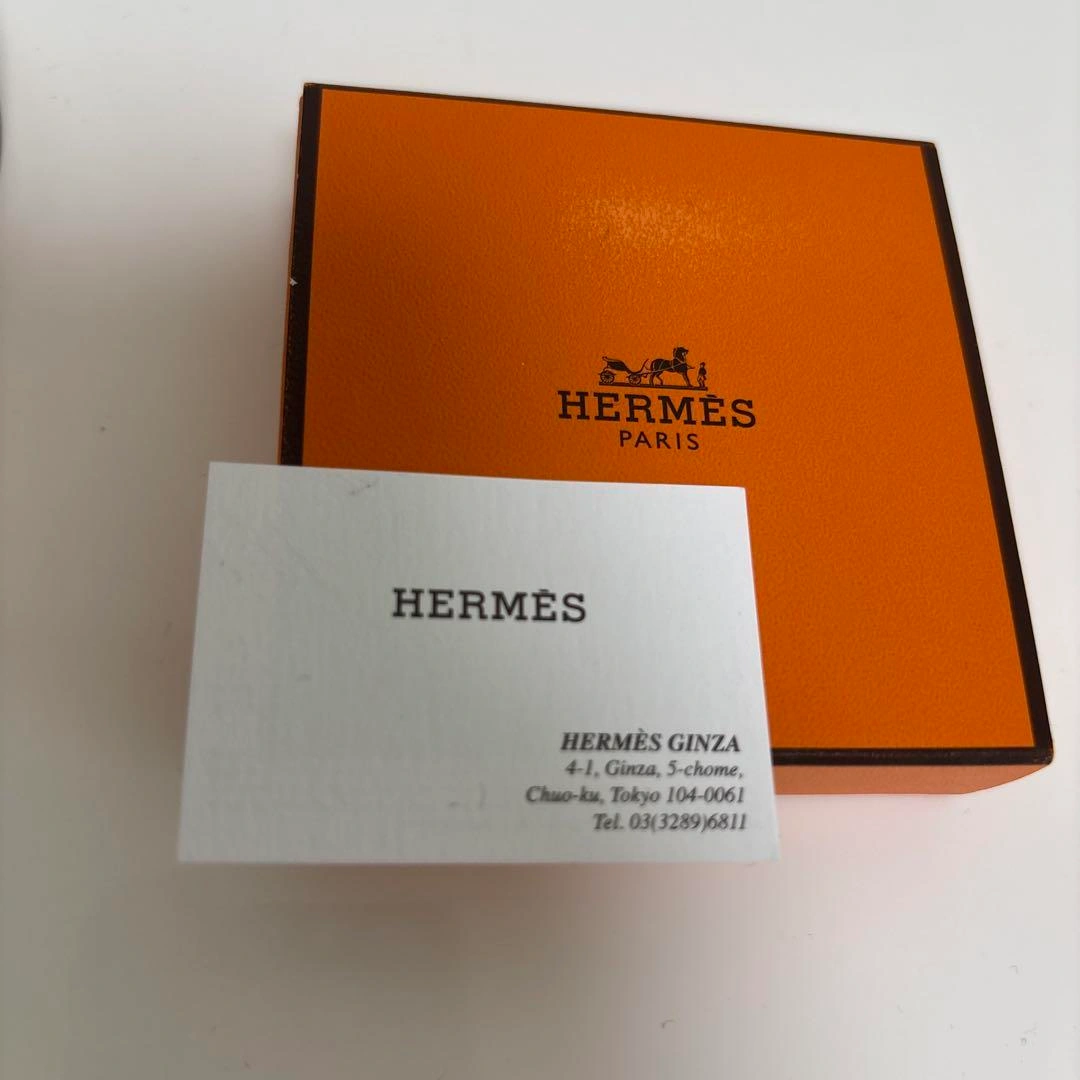 HERMÈS
PARIS
HERMÈS
HERMÈS GINZA
4-1, Ginza, 5-chome,
Chuo-ku, Tokyo 104-0061
Tel. 03(3289)6811